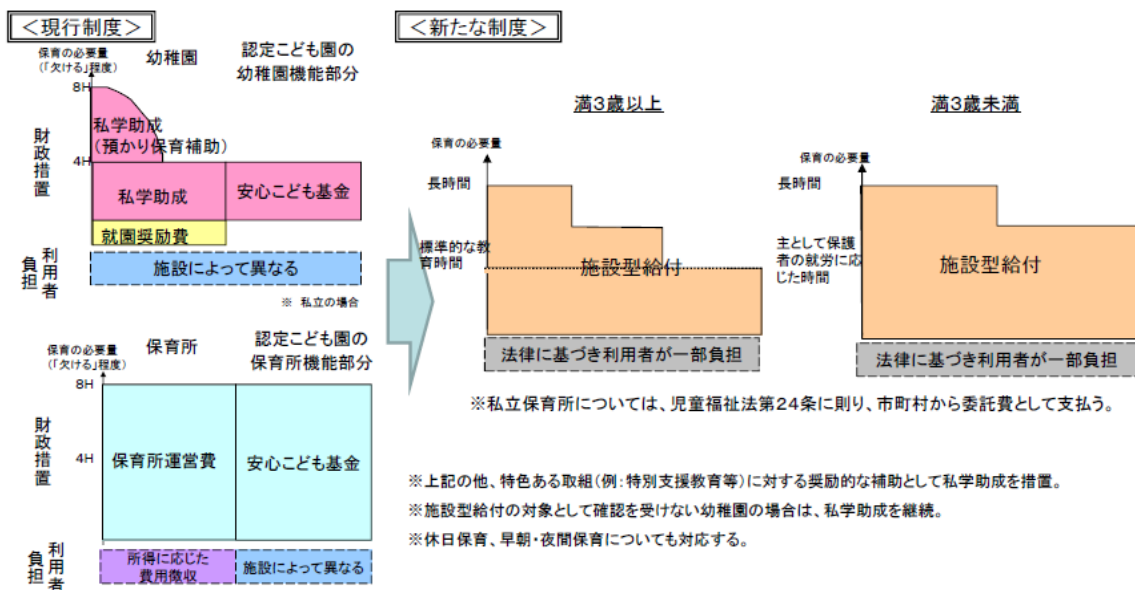 ＜現行制度＞
保育の必要量
(「欠ける」程度)
幼稚園
認定こども園の
幼稚園機能部分
8H
私学助成
(預かり保育補助)
4H
財政措置
私学助成
安心こども基金
就園奨励費
利用者
負担
施設によって異なる
※ 私立の場合
保育の必要量
(「欠ける」程度)
保育所
認定こども園の
保育所機能部分
8H
財政措置
4H
保育所運営費
安心こども基金
利用者
負担
所得に応じた
費用徴収
施設によって異なる
＜新たな制度＞
満３歳以上
保育の必要量
長時間
標準的な教
育時間
施設型給付
法律に基づき利用者が一部負担
満３歳未満
保育の必要量
長時間
主として保護
者の就労に応
じた時間
施設型給付
法律に基づき利用者が一部負担
※私立保育所については、児童福祉法第２４条に則り、市町村から委託費として支払う。
※上記の他、特色ある取組(例:特別支援教育等)に対する奨励的な補助として私学助成を措置。
※施設型給付の対象として確認を受けない幼稚園の場合は、私学助成を継続。
※休日保育、早朝・夜間保育についても対応する。